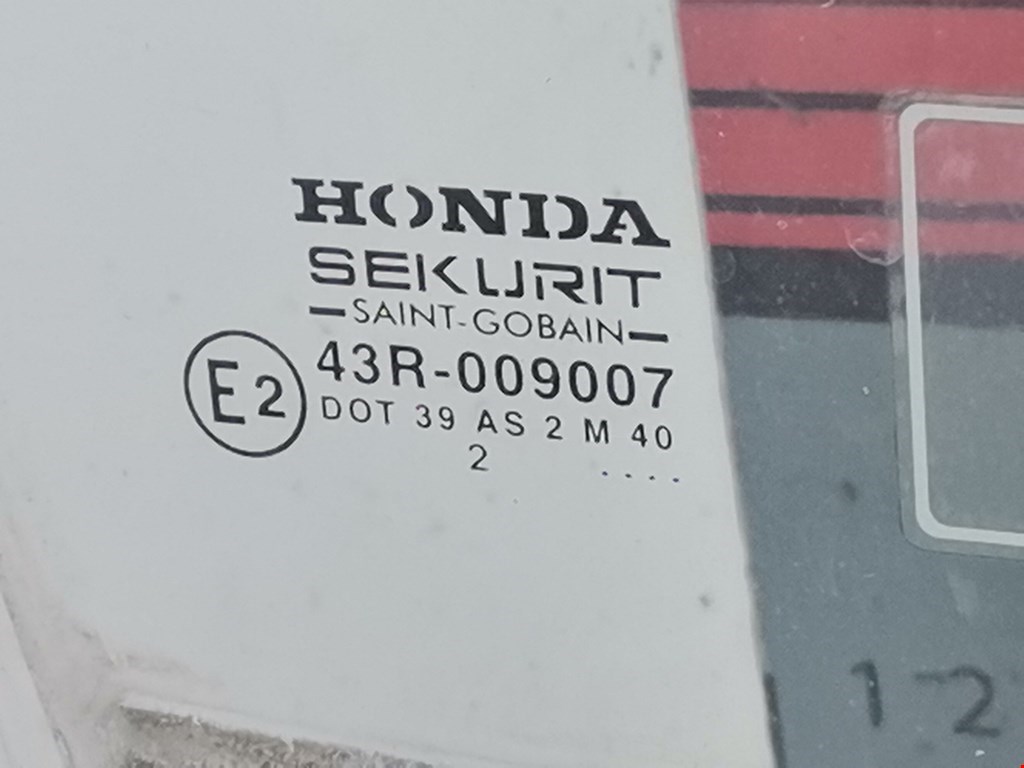 HONDA
SEKURIT
—SAINT-GOBAIN—
E2
43R-009007
DOT 39 AS 2 M 40
2 ....
12